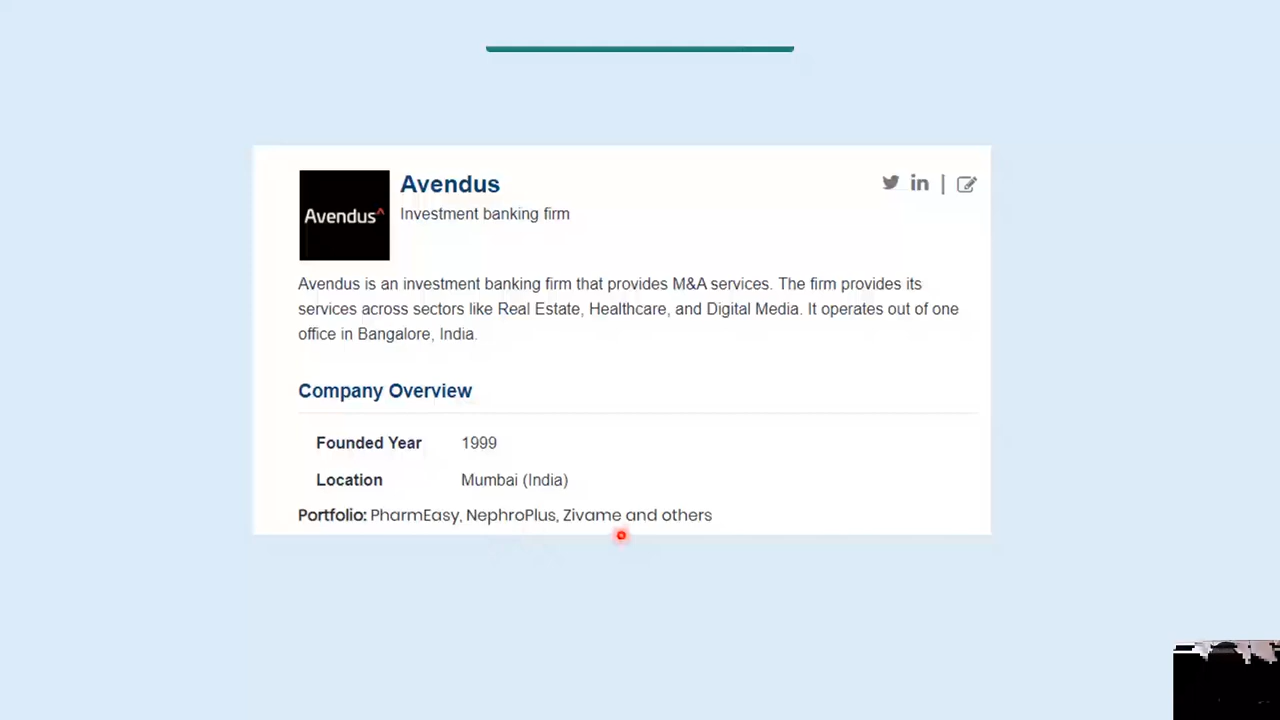 Avendus
Avendus^
Investment banking firm
Avendus is an investment banking firm that provides M&A services. The firm provides its
services across sectors like Real Estate, Healthcare, and Digital Media. It operates out of one
office in Bangalore, India.
Company Overview
Founded Year 1999
Location Mumbai (India)
Portfolio: PharmEasy, NephroPlus, Zivame and others